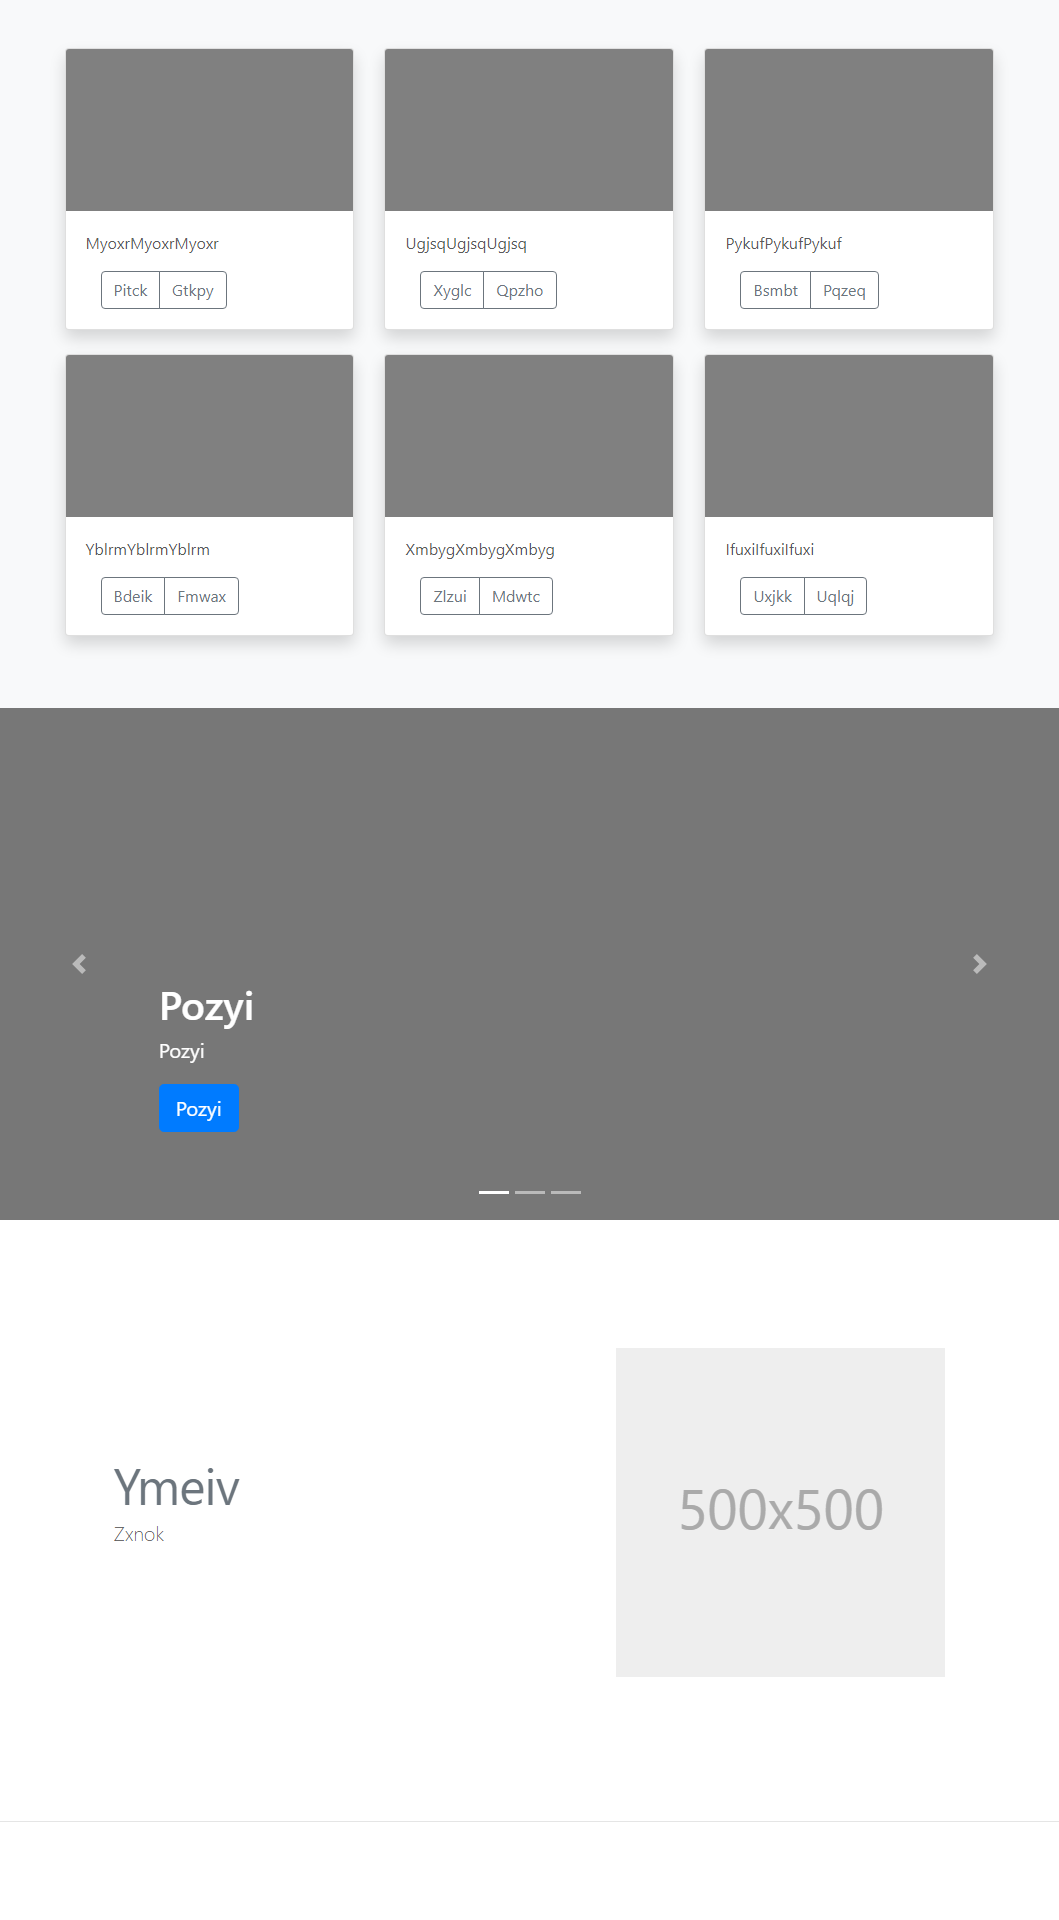 MyoxrMyoxrMyoxr
UgjsqUgjsqUgjsq
PykufPykufPykuf
Pitck Gtkpy
Xyglc Qpzho
Bsmbt Pqzeq
YblrmYblrmYblrm
XmbygXmbygXmbyg
IfuxiIfuxiIfuxi
Bdeik Fmwax
Zlzui Mdwtc
Uxjkk Uqlqj
Pozyi
Pozyi
Pozyi
Ymeiv
Zxnok
500x500